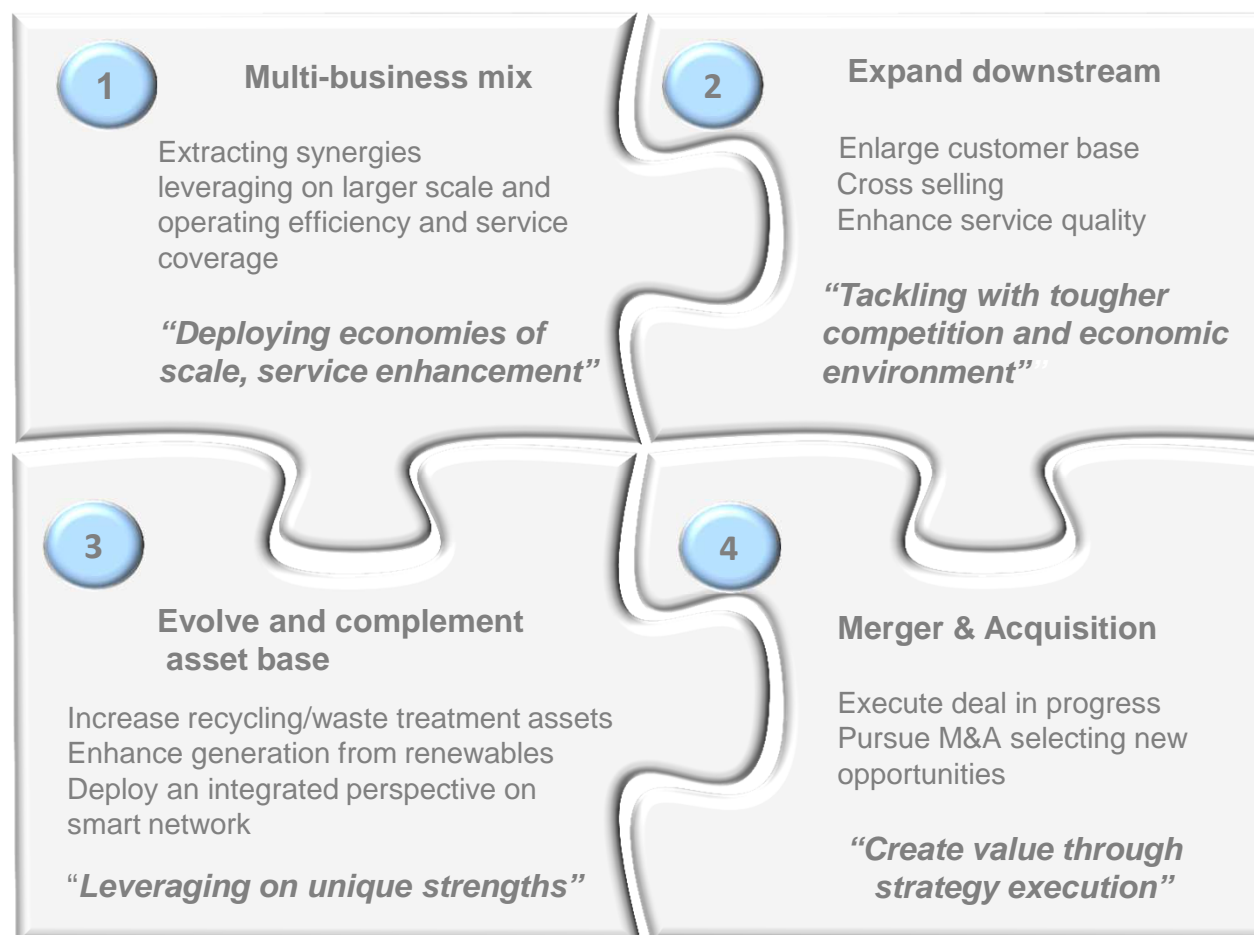 1
Multi-business mix
Extracting synergies
leveraging on larger scale and
operating efficiency and service
coverage
“Deploying economies of
scale, service enhancement”
2
Expand downstream
Enlarge customer base
Cross selling
Enhance service quality
“Tackling with tougher
competition and economic
environment””
3
Evolve and complement
asset base
Increase recycling/waste treatment assets
Enhance generation from renewables
Deploy an integrated perspective on
smart network
“Leveraging on unique strengths”
4
Merger & Acquisition
Execute deal in progress
Pursue M&A selecting new
opportunities
“Create value through
strategy execution”